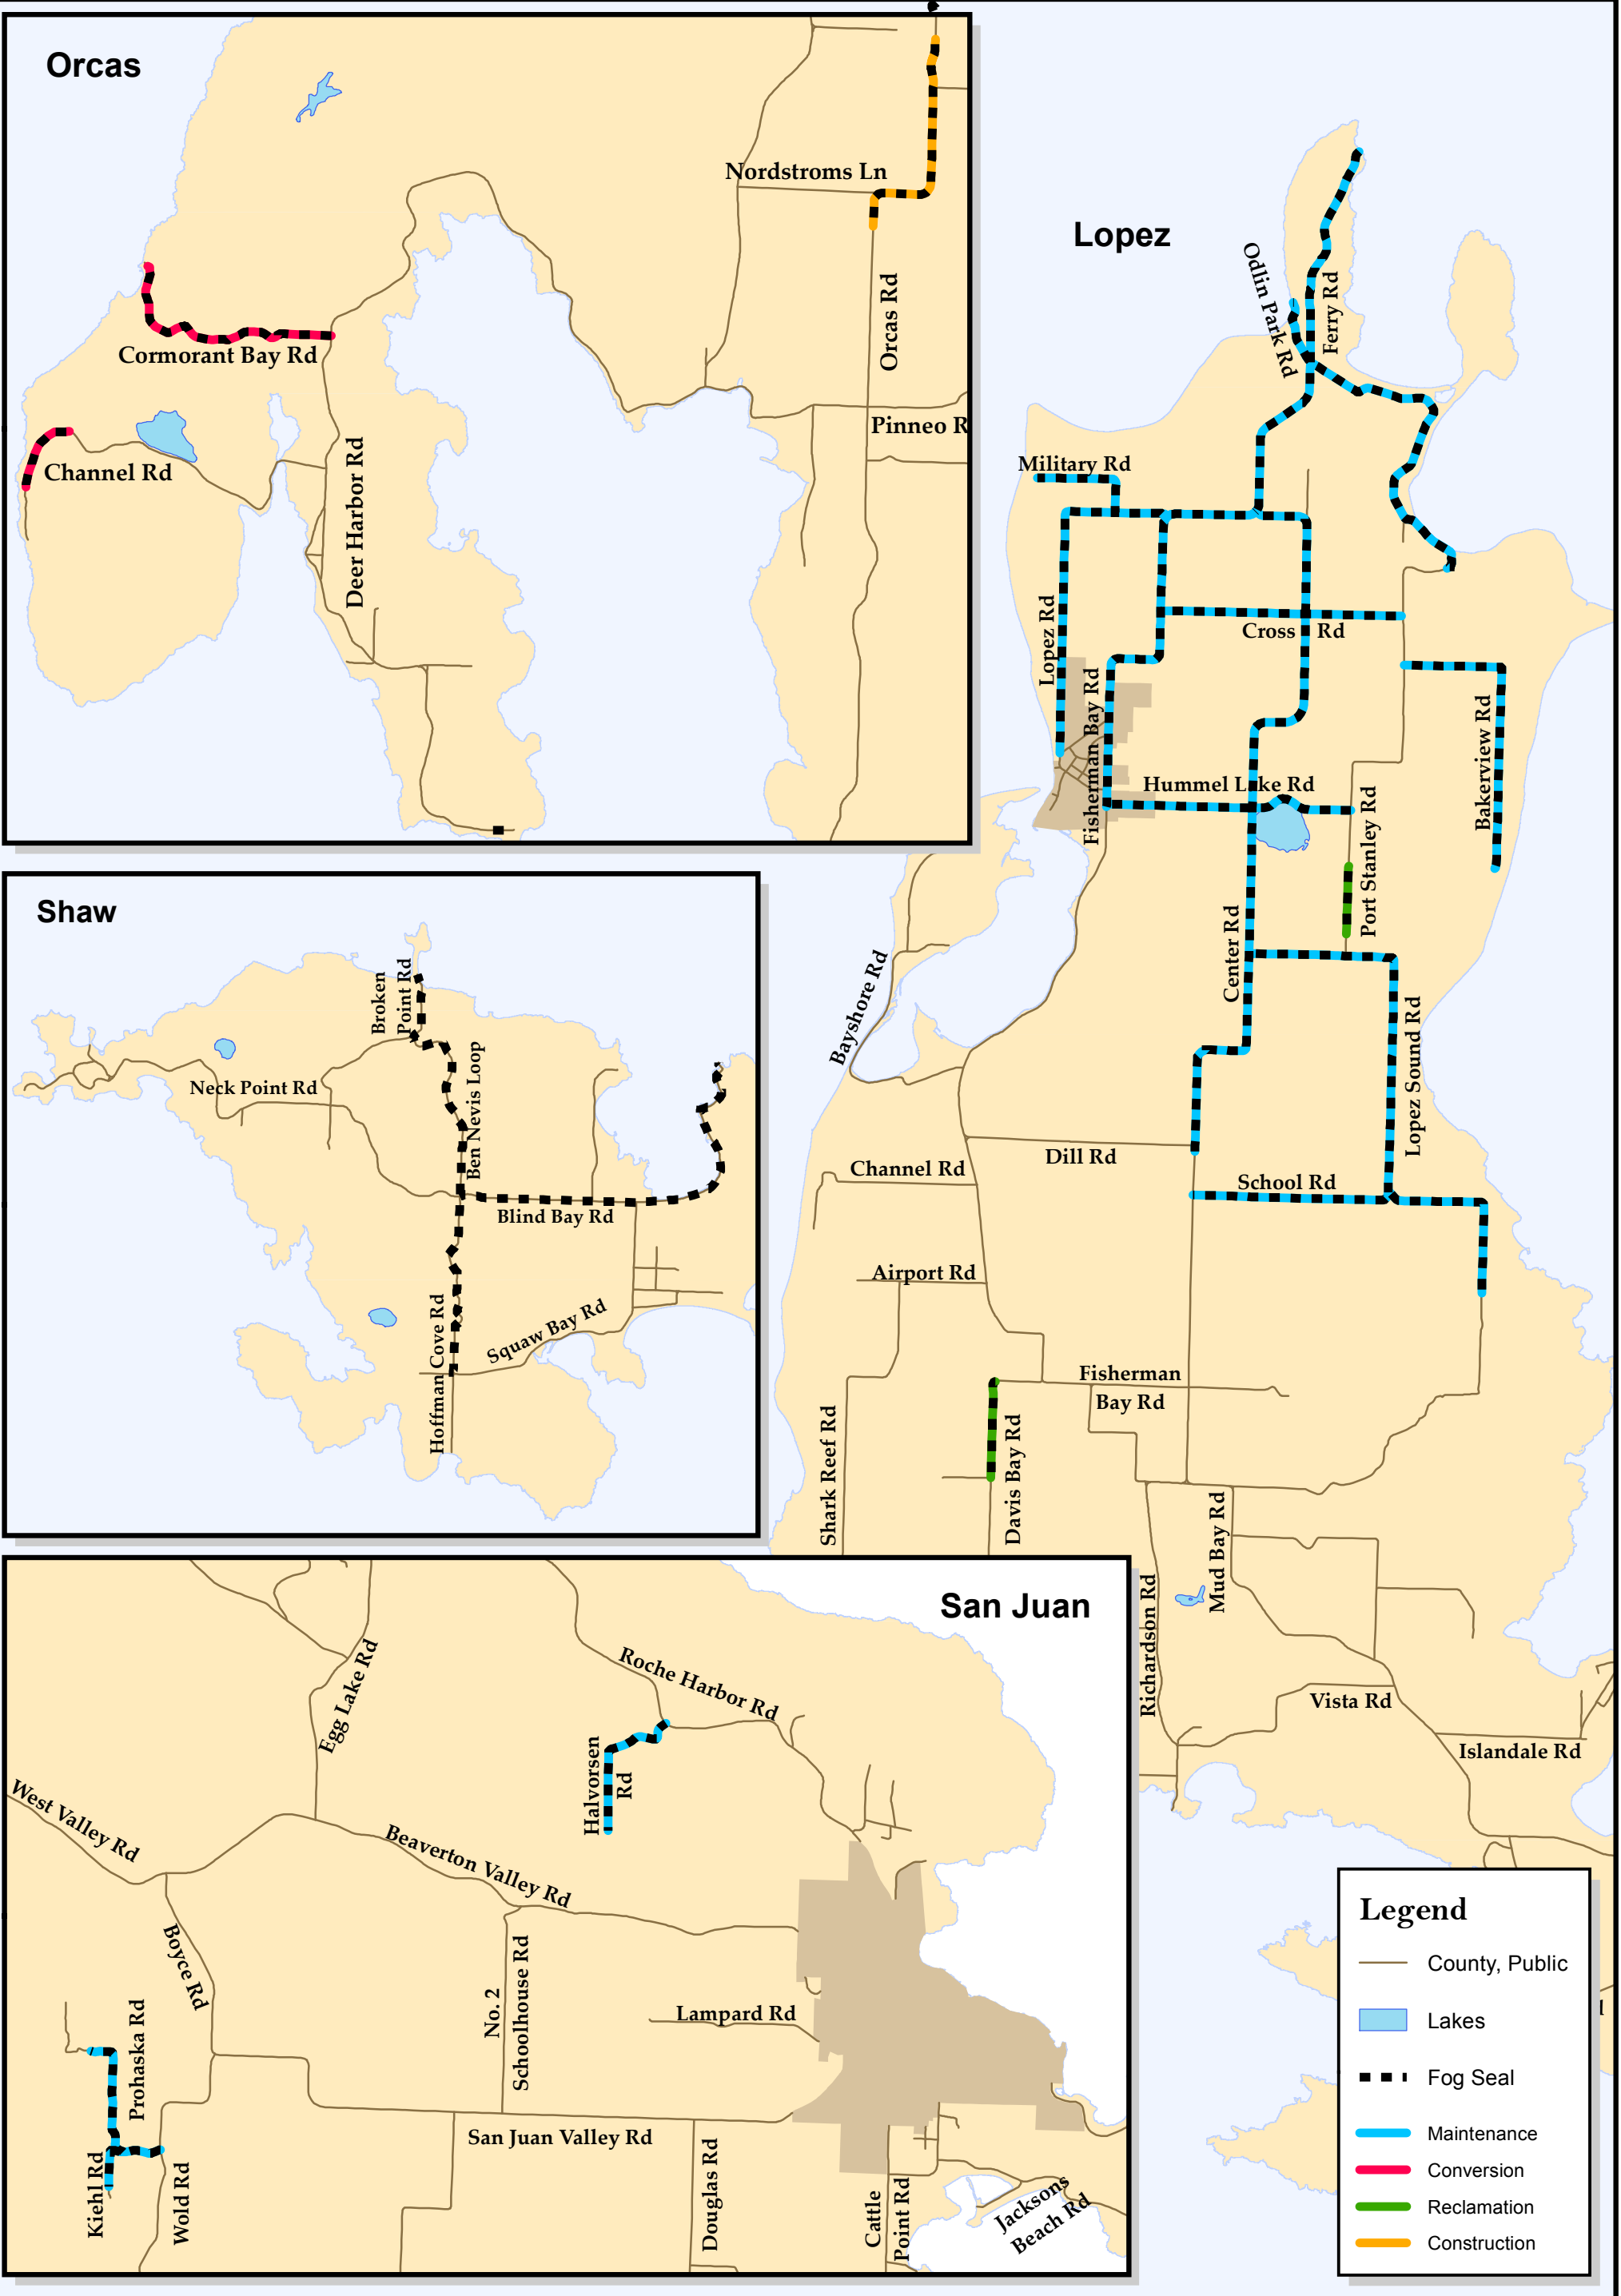 Orcas
Nordstroms Ln
Orcas Rd
Cormorant Bay Rd
Pinneo R
Channel Rd
Deer Harbor Rd
Lopez
Odlin Park Rd
Ferry Rd
Military Rd
Lopez Rd
Cross Rd
Fisherman Bay Rd
Bakerview Rd
Hummel Lake Rd
Port Stanley Rd
Center Rd
Bayshore Rd
Lopez Sound Rd
Dill Rd
Channel Rd
School Rd
Airport Rd
Fisherman
Bay Rd
Shark Reef Rd
Davis Bay Rd
Mud Bay Rd
Richardson Rd
Vista Rd
Islandale Rd
Shaw
Broken
Point Rd
Neck Point Rd
Ben Nevis Loop
Blind Bay Rd
Hoffman Cove Rd
Squaw Bay Rd
San Juan
Roche Harbor Rd
Egg Lake Rd
Halvorsen
Rd
West Valley Rd
Beaverton Valley Rd
Boyce Rd
No. 2
Schoolhouse Rd
Lampard Rd
Prohaska Rd
San Juan Valley Rd
Kiehl Rd
Wold Rd
Douglas Rd
Cattle
Point Rd
Jacksons
Beach Rd
Legend
County, Public
Lakes
Fog Seal
Maintenance
Conversion
Reclamation
Construction